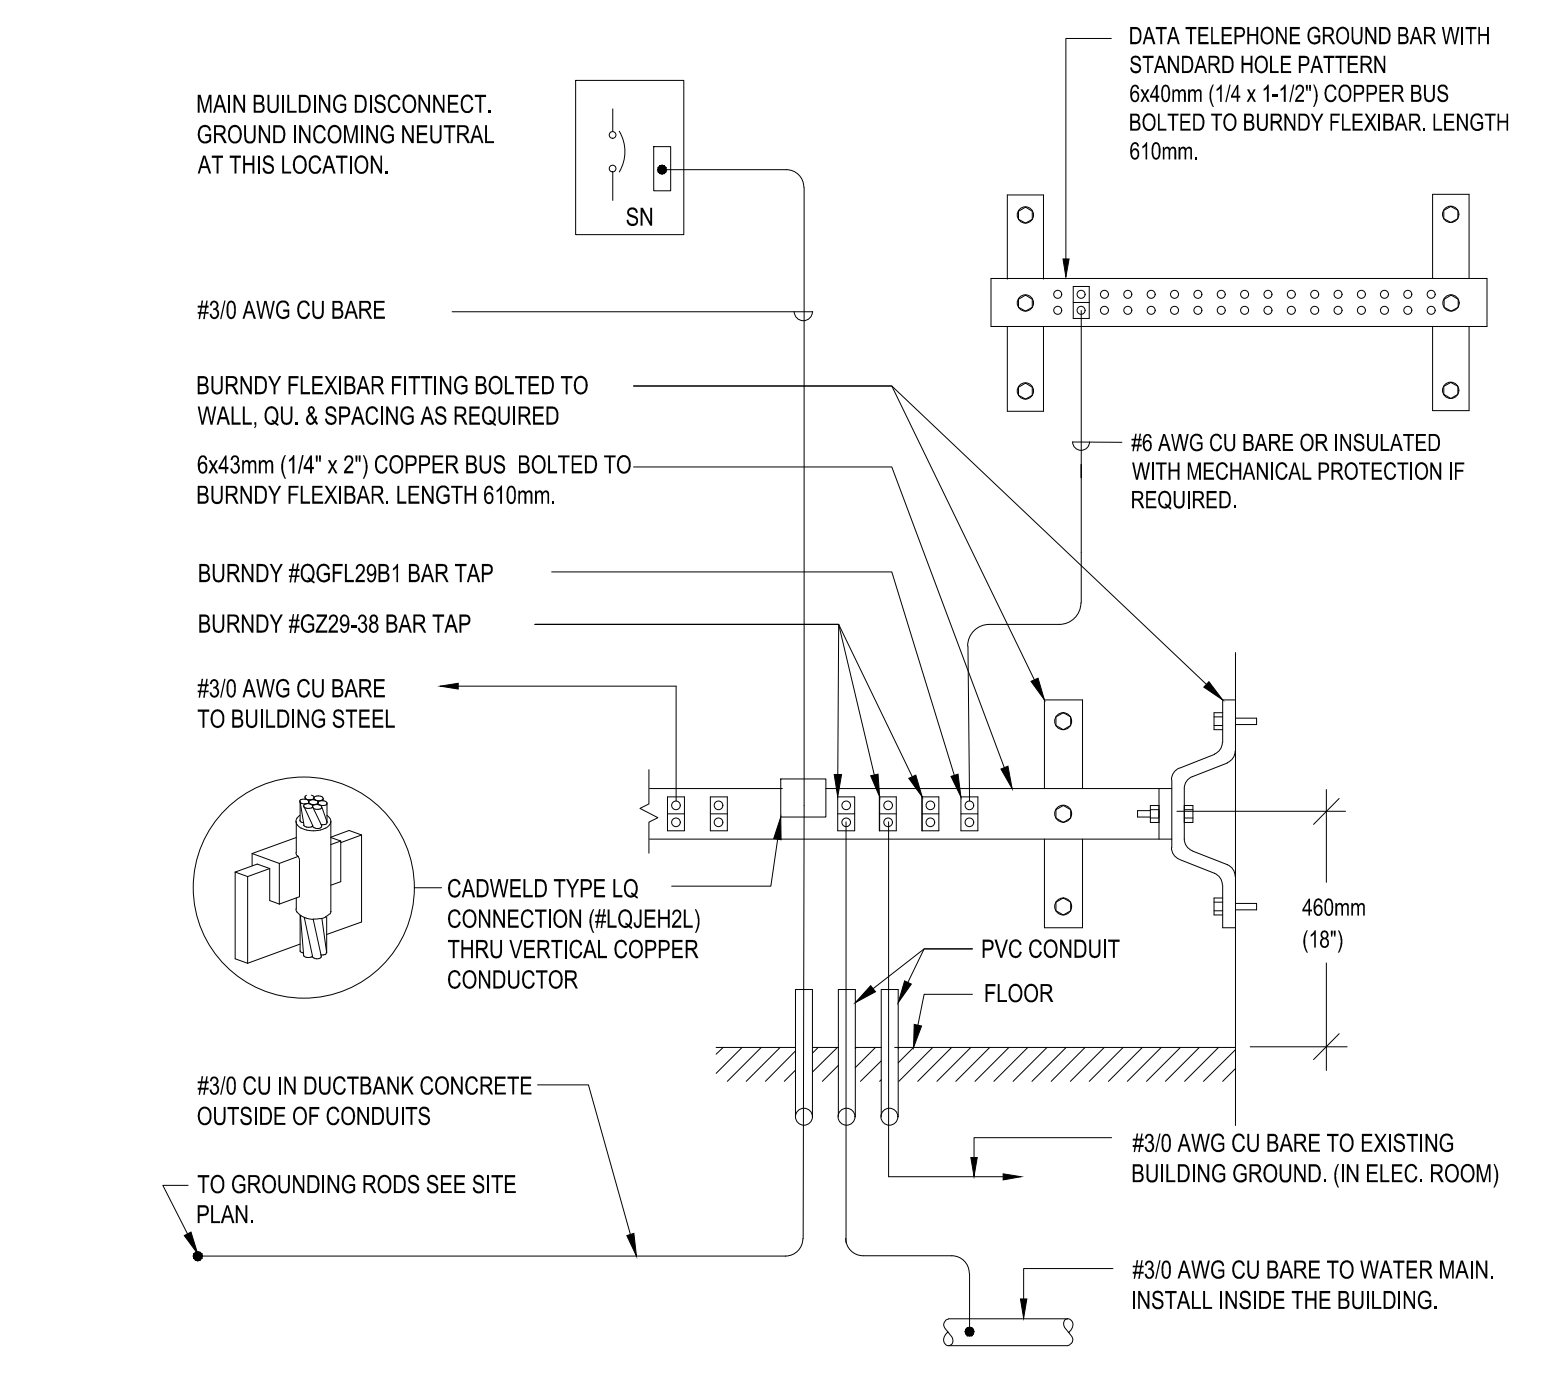 DATA TELEPHONE GROUND BAR WITH
STANDARD HOLE PATTERN
6x40mm (1/4 x 1-1/2") COPPER BUS
BOLTED TO BURNDY FLEXIBAR. LENGTH
610mm.
MAIN BUILDING DISCONNECT.
GROUND INCOMING NEUTRAL
AT THIS LOCATION.
SN
#3/0 AWG CU BARE
BURNDY FLEXIBAR FITTING BOLTED TO
WALL, QU. & SPACING AS REQUIRED
#6 AWG CU BARE OR INSULATED
WITH MECHANICAL PROTECTION IF
REQUIRED.
6x43mm (1/4" x 2") COPPER BUS BOLTED TO
BURNDY FLEXIBAR. LENGTH 610mm.
BURNDY #QGFL29B1 BAR TAP
BURNDY #GZ29-38 BAR TAP
#3/0 AWG CU BARE
TO BUILDING STEEL
CADWELD TYPE LQ
CONNECTION (#LQJEH2L)
THRU VERTICAL COPPER
CONDUCTOR
460mm
(18")
PVC CONDUIT
FLOOR
#3/0 CU IN DUCTBANK CONCRETE
OUTSIDE OF CONDUITS
#3/0 AWG CU BARE TO EXISTING
BUILDING GROUND. (IN ELEC. ROOM)
TO GROUNDING RODS SEE SITE
PLAN.
#3/0 AWG CU BARE TO WATER MAIN.
INSTALL INSIDE THE BUILDING.